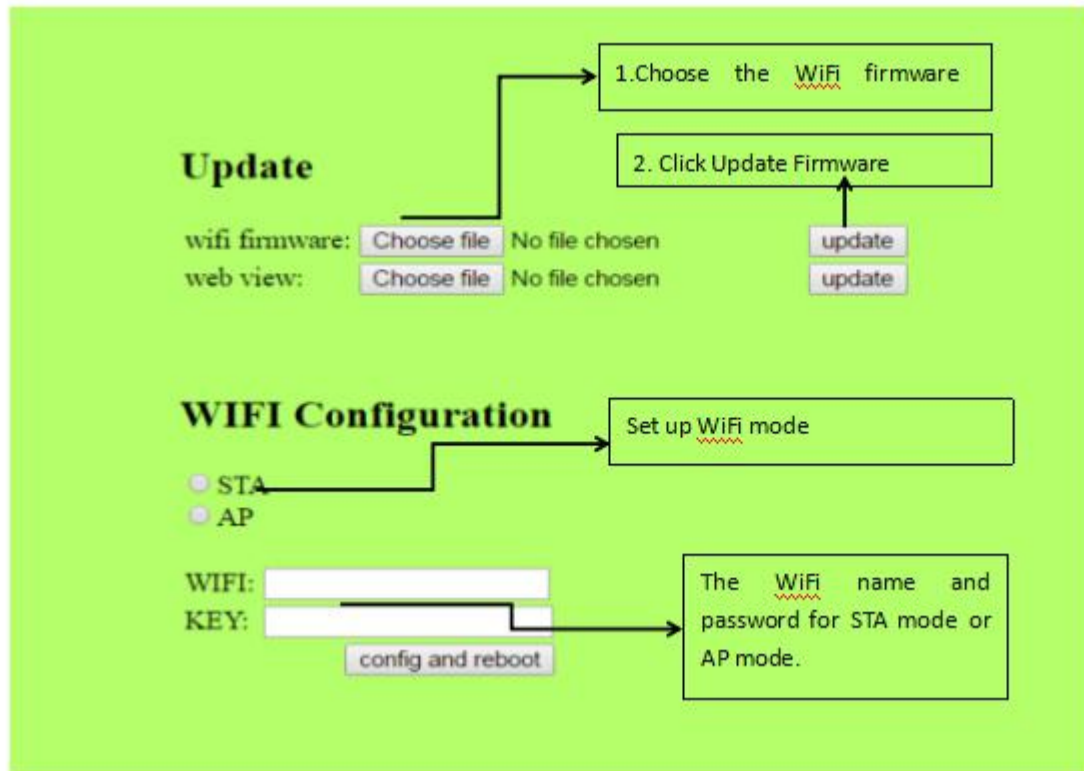 1.Choose the WiFi firmware
Update
2. Click Update Firmware
wifi firmware: Choose file No file chosen update
web view: Choose file No file chosen update
WIFI Configuration
Set up WiFi mode
STA
AP
WIFI:
KEY:
config and reboot
The WiFi name and
password for STA mode or
AP mode.